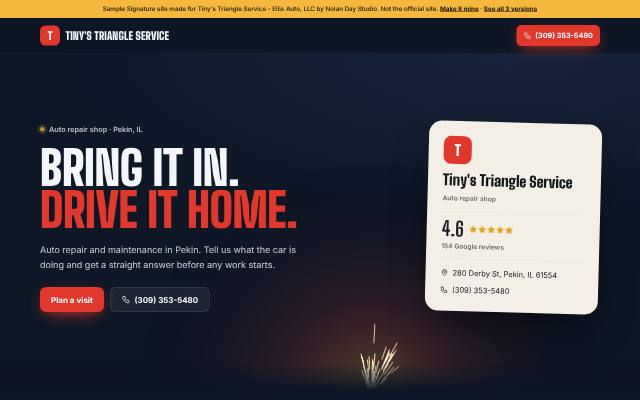 Sample Signature site made for Tiny's Triangle Service - Ellis Auto, LLC by Nolan Day Studio. Not the official site. Make it mine · See all 3 versions
T TINY'S TRIANGLE SERVICE
(309) 353-5480
Auto repair shop · Pekin, IL
BRING IT IN.
DRIVE IT HOME.
Auto repair and maintenance in Pekin. Tell us what the car is
doing and get a straight answer before any work starts.
Plan a visit
(309) 353-5480
T
Tiny's Triangle Service
Auto repair shop
4.6 ★★★★★
154 Google reviews
280 Derby St, Pekin, IL 61554
(309) 353-5480